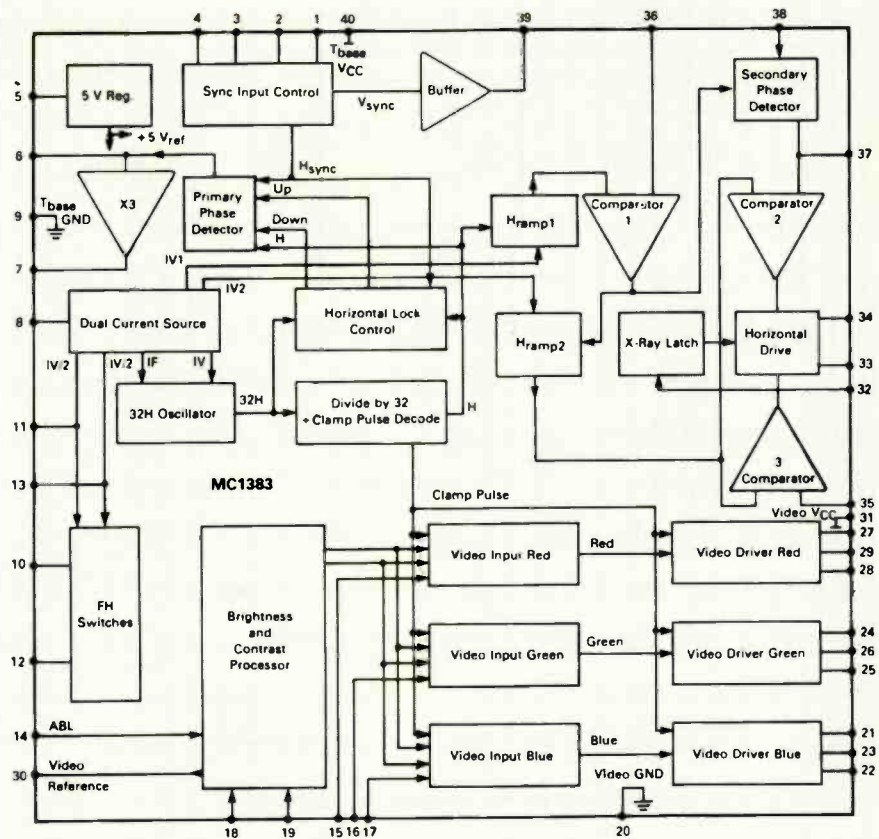 4 3 2 1 40 39 36 38
Tbase
VCC
Sync Input Control
Vsync
Buffer
Secondary
Phase
Detector
5
5 V Reg.
+5 Vref
6
X3
Hsync
Primary
Phase
Detector
Up
Down
H
Hramp1
Comparator
1
Comparator
2
37
9
Tbase
GND
7
IV1
IV2
8
Dual Current Source
Horizontal Lock
Control
Hramp2
X-Ray Latch
Horizontal
Drive
34
33
32
IV/2 IV/2 IF IV
32H Oscillator
32H
Divide by 32
+ Clamp Pulse Decode
H
3
Comparator
11
13
MC1383
Clamp Pulse
35
Video VCC
31
10
FH
Switches
12
Brightness
and
Contrast
Processor
Video Input Red
Red
Video Driver Red
27
29
28
Video Input Green
Green
Video Driver Green
24
26
25
14
ABL
30
Video
Reference
Video Input Blue
Blue
Video Driver Blue
21
23
22
Video GND
18 19 15 16 17 20